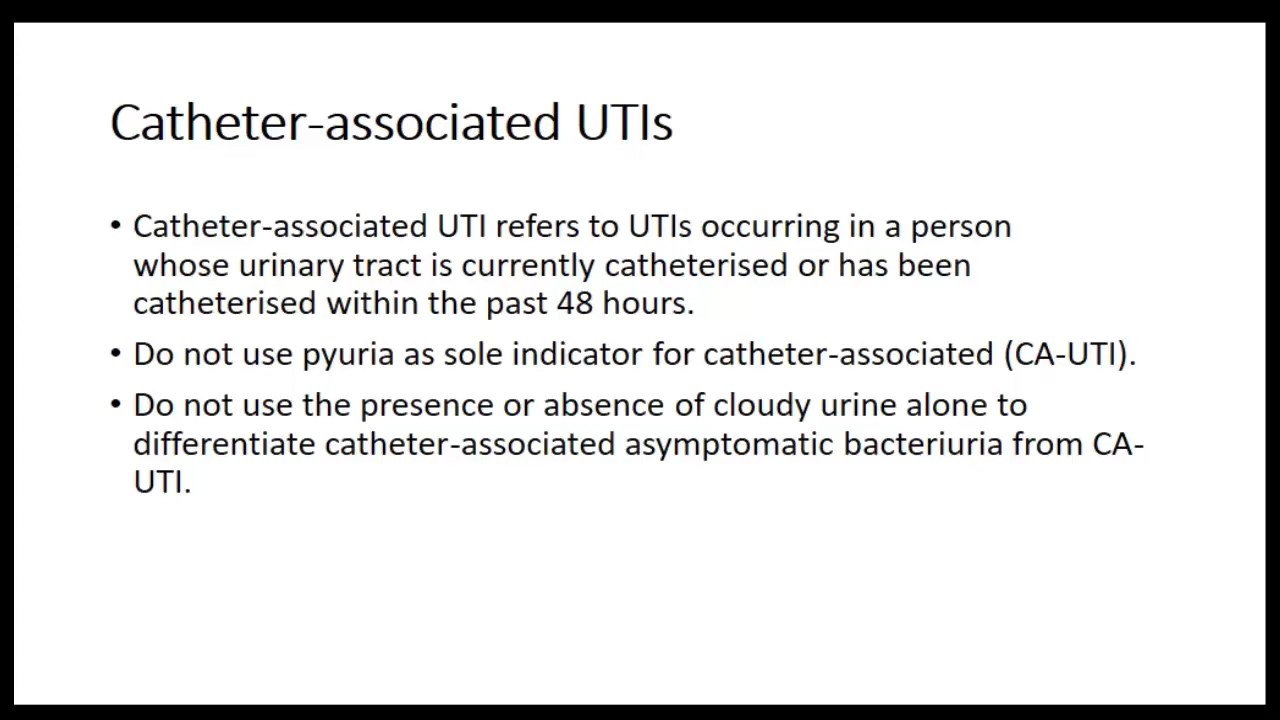 Catheter-associated UTIs
• Catheter-associated UTI refers to UTIs occurring in a person
whose urinary tract is currently catheterised or has been
catheterised within the past 48 hours.
• Do not use pyuria as sole indicator for catheter-associated (CA-UTI).
• Do not use the presence or absence of cloudy urine alone to
differentiate catheter-associated asymptomatic bacteriuria from CA-
UTI.